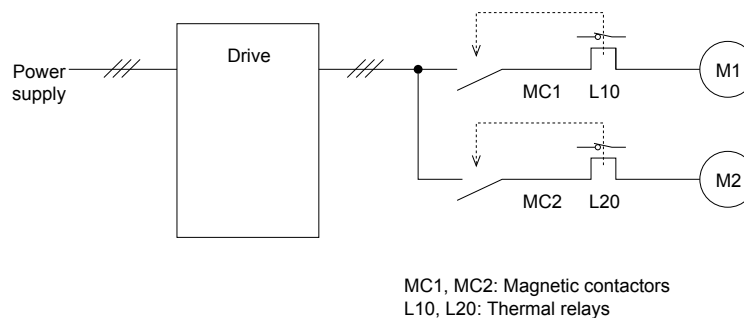 Drive
Power
supply
M1
MC1
L10
M2
MC2
L20
MC1, MC2: Magnetic contactors
L10, L20: Thermal relays